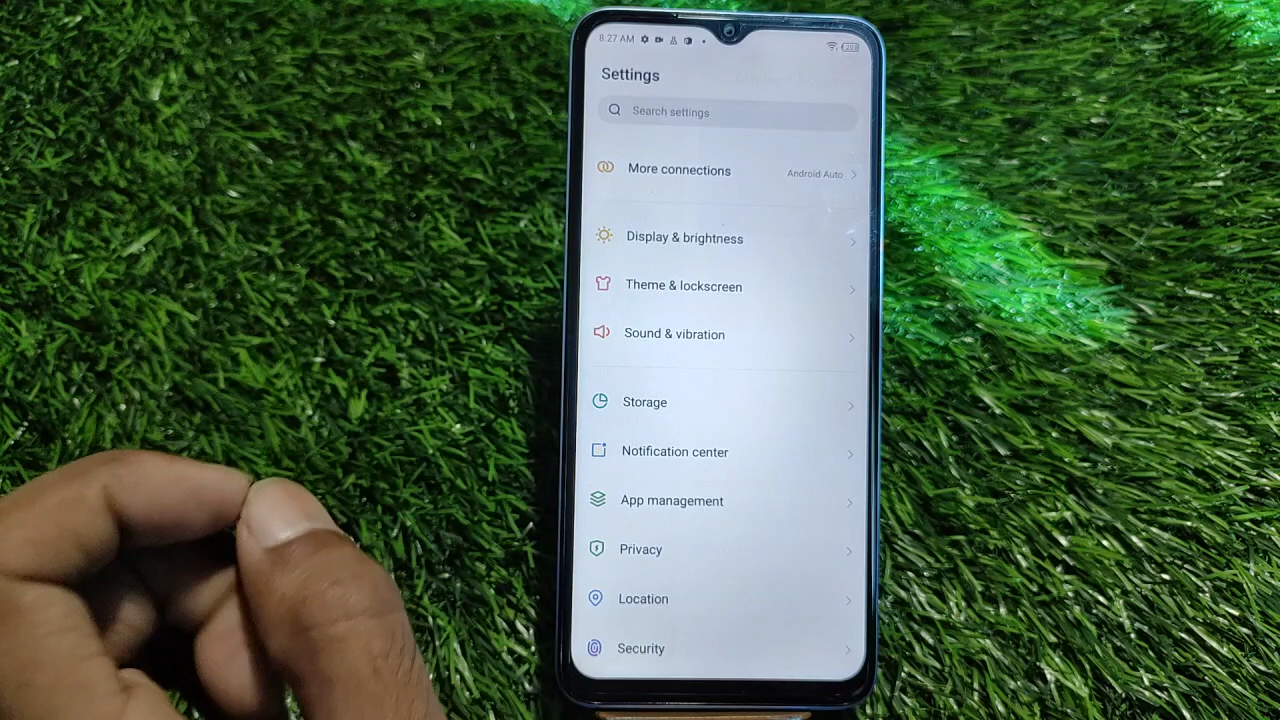 8:27 AM
Settings
Search settings
More connections Android Auto
Display & brightness
Theme & lockscreen
Sound & vibration
Storage
Notification center
App management
Privacy
Location
Security